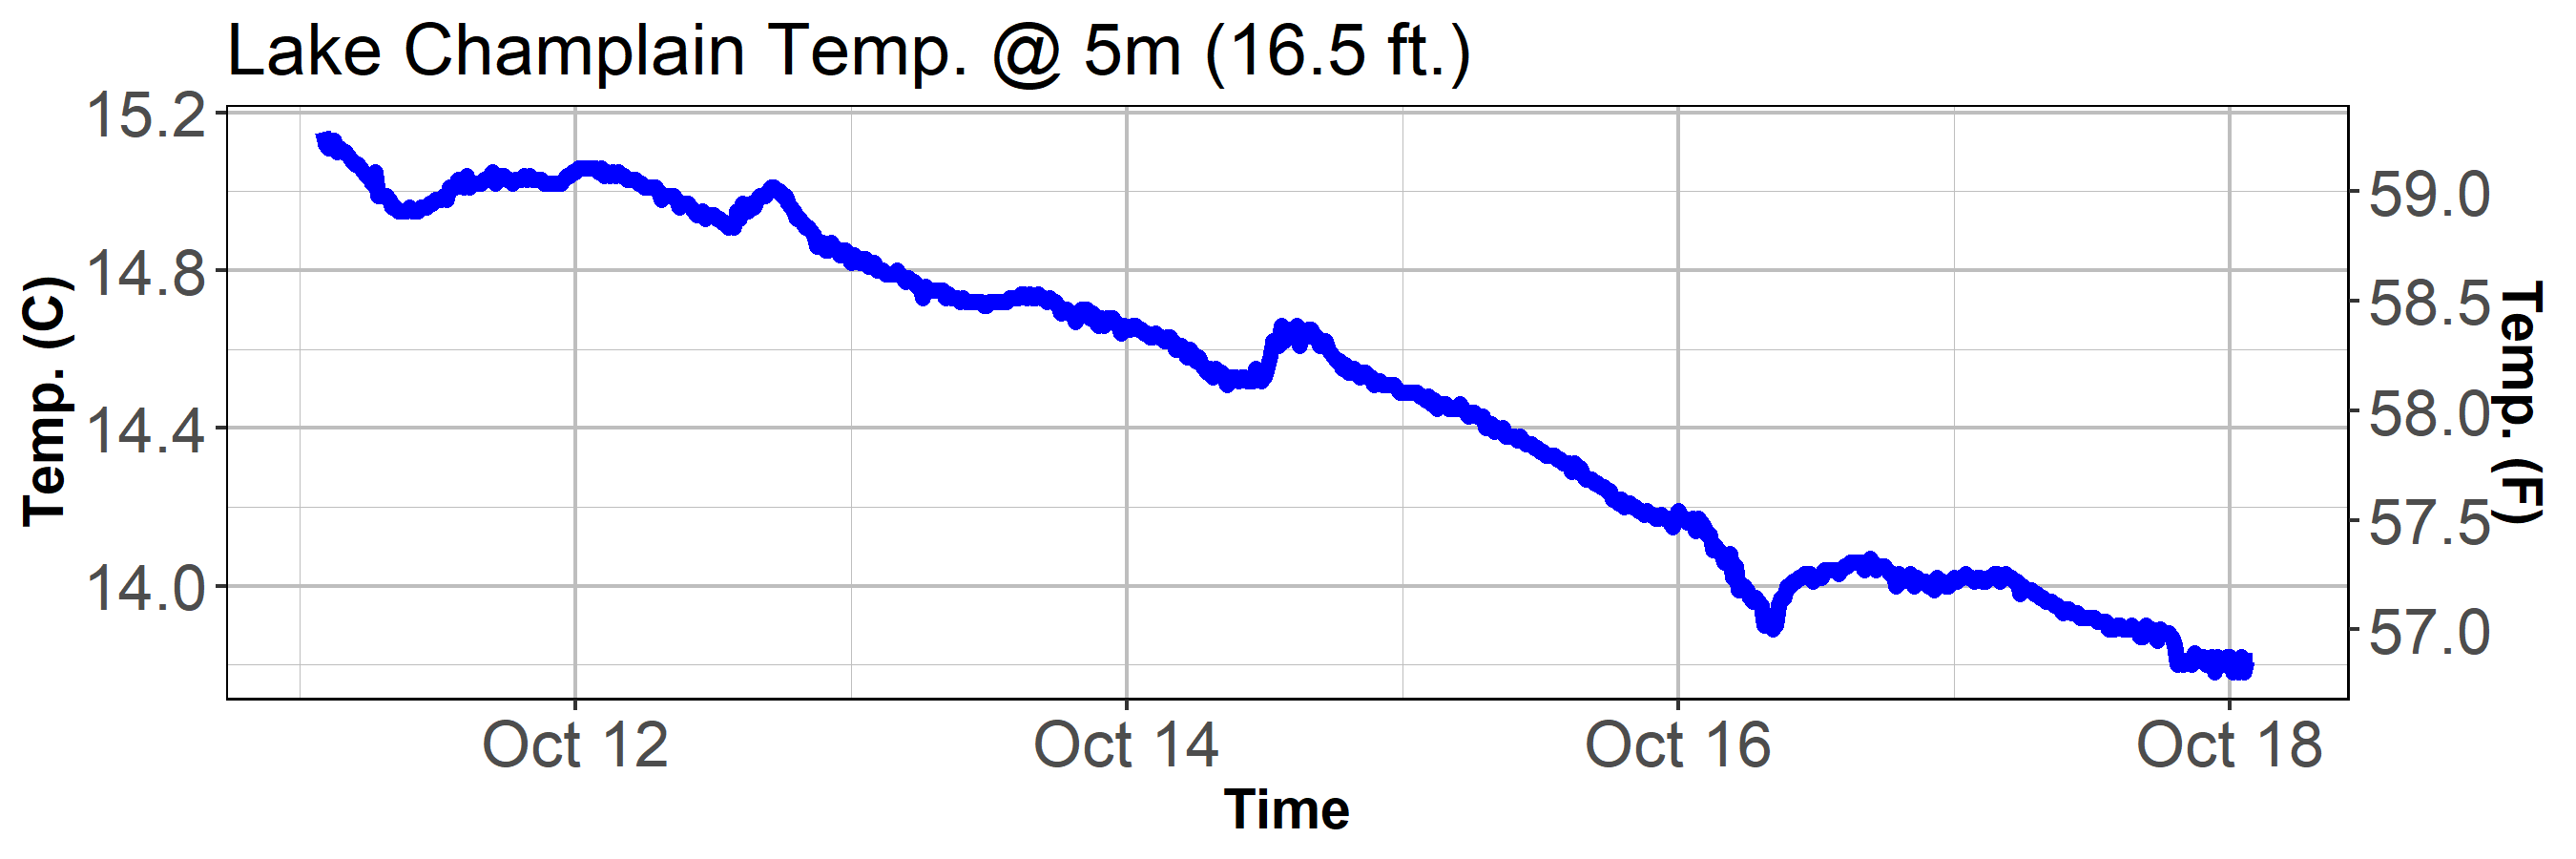 Lake Champlain Temp. @ 5m (16.5 ft.)
Temp. (C)
15.2
14.8
14.4
14.0
59.0
58.5
58.0
57.5
57.0
Temp. (F)
Oct 12 Oct 14 Oct 16 Oct 18
Time